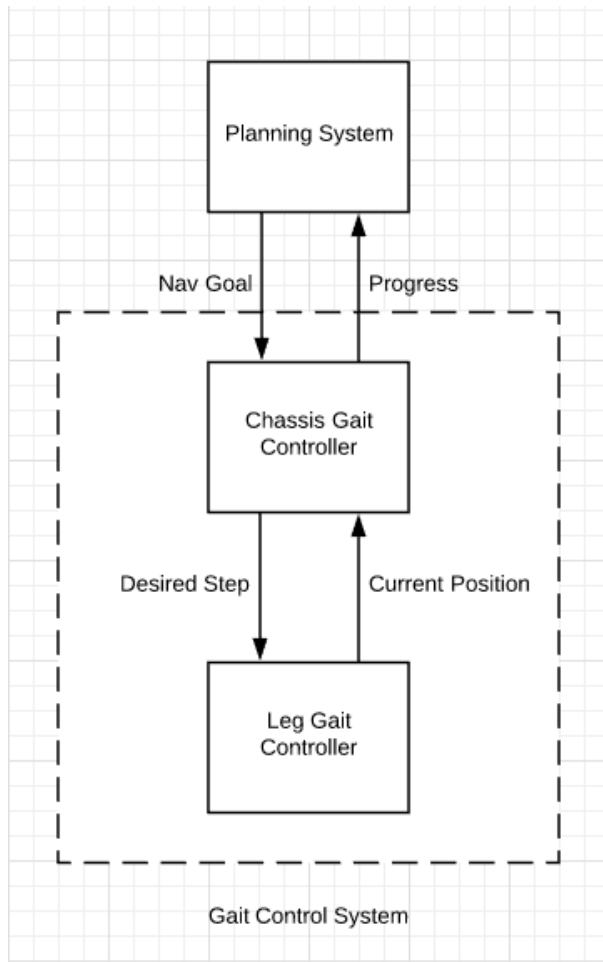 Planning System
Nav Goal
Progress
Chassis Gait
Controller
Desired Step
Current Position
Leg Gait
Controller
Gait Control System